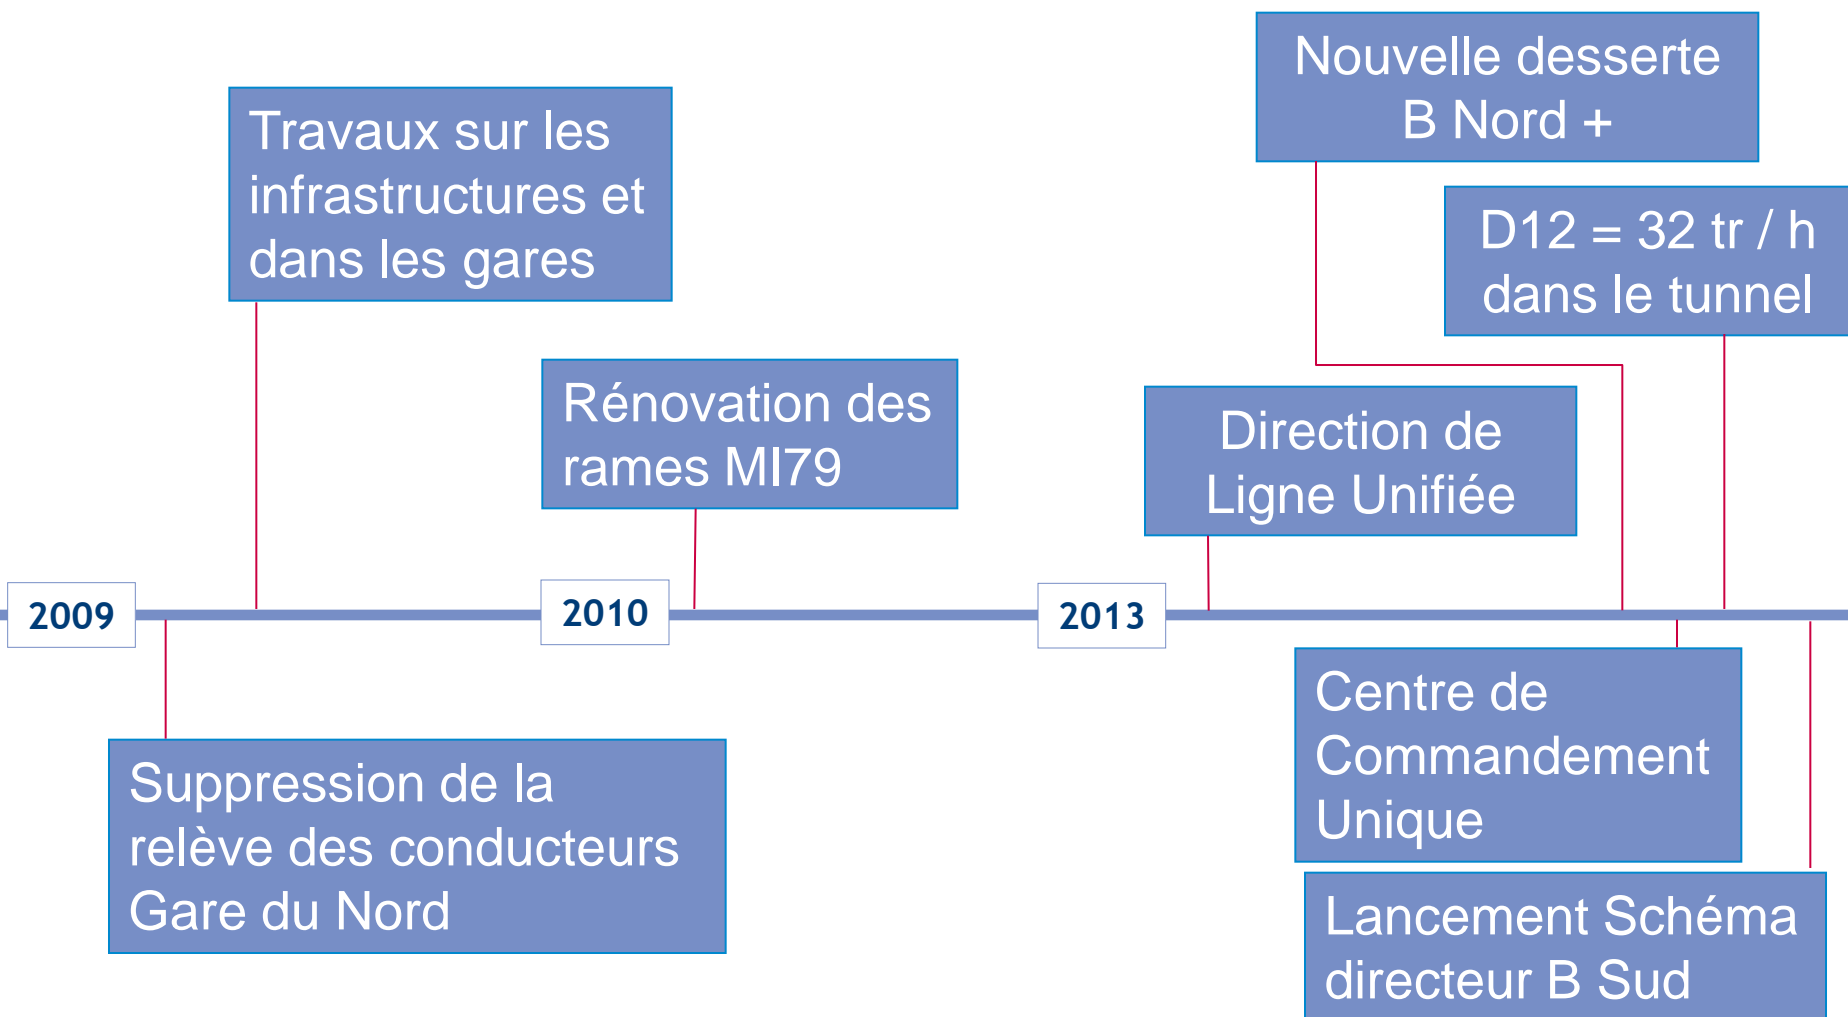 Nouvelle desserte
B Nord +
Travaux sur les
infrastructures et
dans les gares
D12 = 32 tr / h
dans le tunnel
Rénovation des
rames MI79
Direction de
Ligne Unifiée
2009
2010
2013
Centre de
Commandement
Unique
Suppression de la
relève des conducteurs
Gare du Nord
Lancement Schéma
directeur B Sud